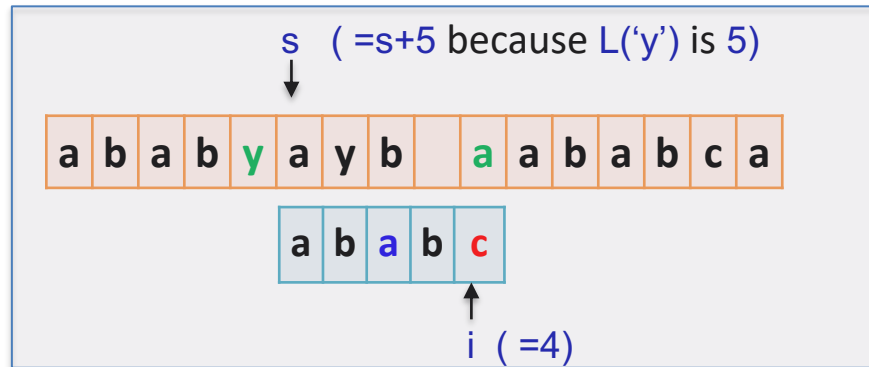 s ( =s+5 because L(‘y’) is 5)
a b a b y a y b a a b a b c a
a b a b c
i ( =4)